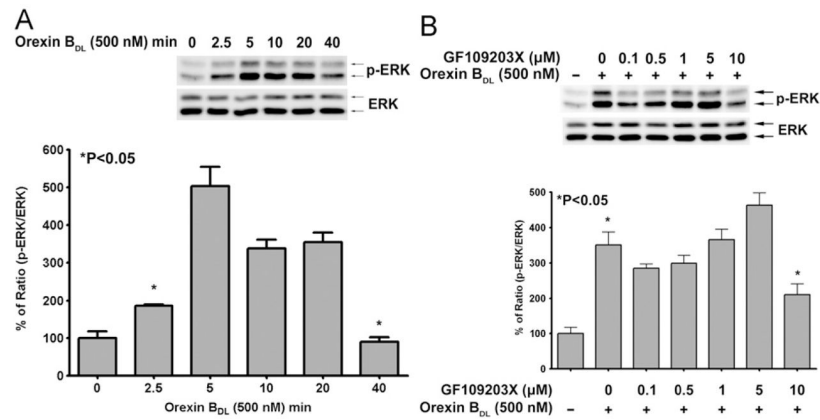 A
Orexin BDL (500 nM) min 0 2.5 5 10 20 40
p-ERK
ERK
*P<0.05
% of Ratio (p-ERK/ERK)
600
500
400
300
200
100
0
*
*
0 2.5 5 10 20 40
Orexin BDL (500 nM) min
B
GF109203X (μM) 0 0.1 0.5 1 5 10
Orexin BDL (500 nM) – + + + + + +
p-ERK
ERK
*P<0.05
% of Ratio (p-ERK/ERK)
500
400
300
200
100
0
*
*
GF109203X (μM) 0 0.1 0.5 1 5 10
Orexin BDL (500 nM) – + + + + + +